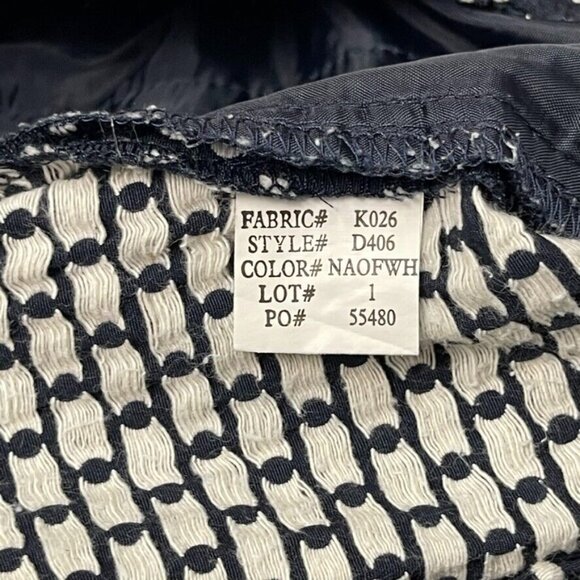 FABRIC# K026
STYLE# D406
COLOR# NAOFWH
LOT# 1
PO# 55480